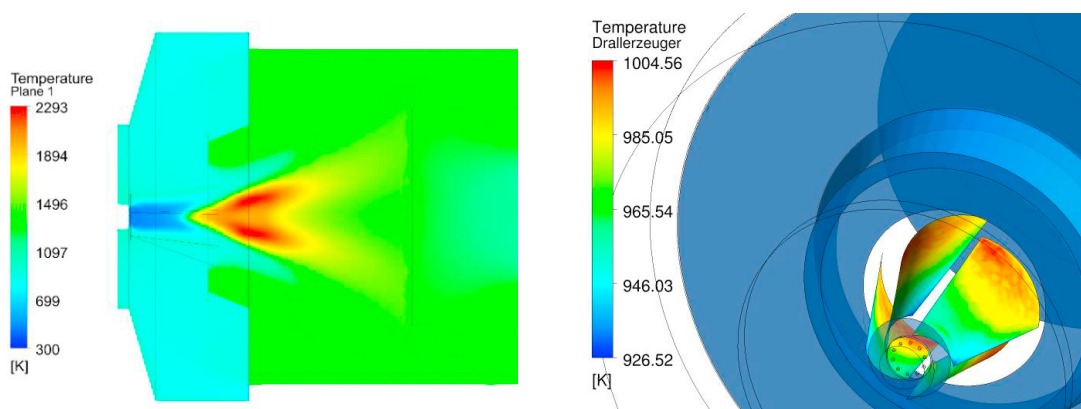 Temperature
Plane 1
2293
1894
1496
1097
699
300
[K]
Temperature
Drallerzeuger
1004.56
985.05
965.54
946.03
926.52
[K]